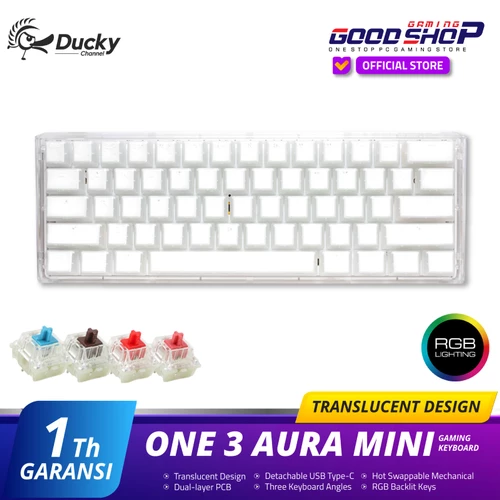 Ducky
Channel
GAMING
GOOD SHOP
ONE STOP PC GAMING STORE
OFFICIAL STORE
RGB
LIGHTING
TRANSLUCENT DESIGN
1 Th
GARANSI
ONE 3 AURA MINI
GAMING
KEYBOARD
• Translucent Design
• Detachable USB Type-C
• Hot Swappable Mechanical
• Dual-layer PCB
• Three Keyboard Angles
• RGB Backlit Keys